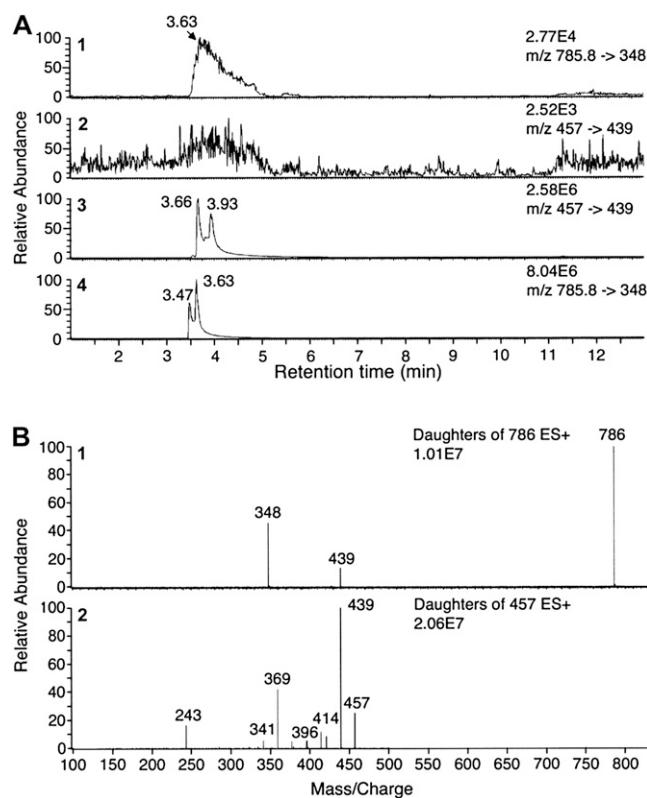 A
3.63
1
2.77E4
m/z 785.8 -> 348
100
50
0
2
2.52E3
m/z 457 -> 439
100
50
0
3
2.58E6
m/z 457 -> 439
3.66
3.93
100
50
0
4
8.04E6
m/z 785.8 -> 348
3.47
3.63
100
50
0
Relative Abundance
2 3 4 5 6 7 8 9 10 11 12
Retention time (min)
B
1
Daughters of 786 ES+
1.01E7
786
348
439
100
80
60
40
20
0
Relative Abundance
2
Daughters of 457 ES+
2.06E7
439
369
243
341
396
414
457
100
80
60
40
20
0
Relative Abundance
100 150 200 250 300 350 400 450 500 550 600 650 700 750 800
Mass/Charge